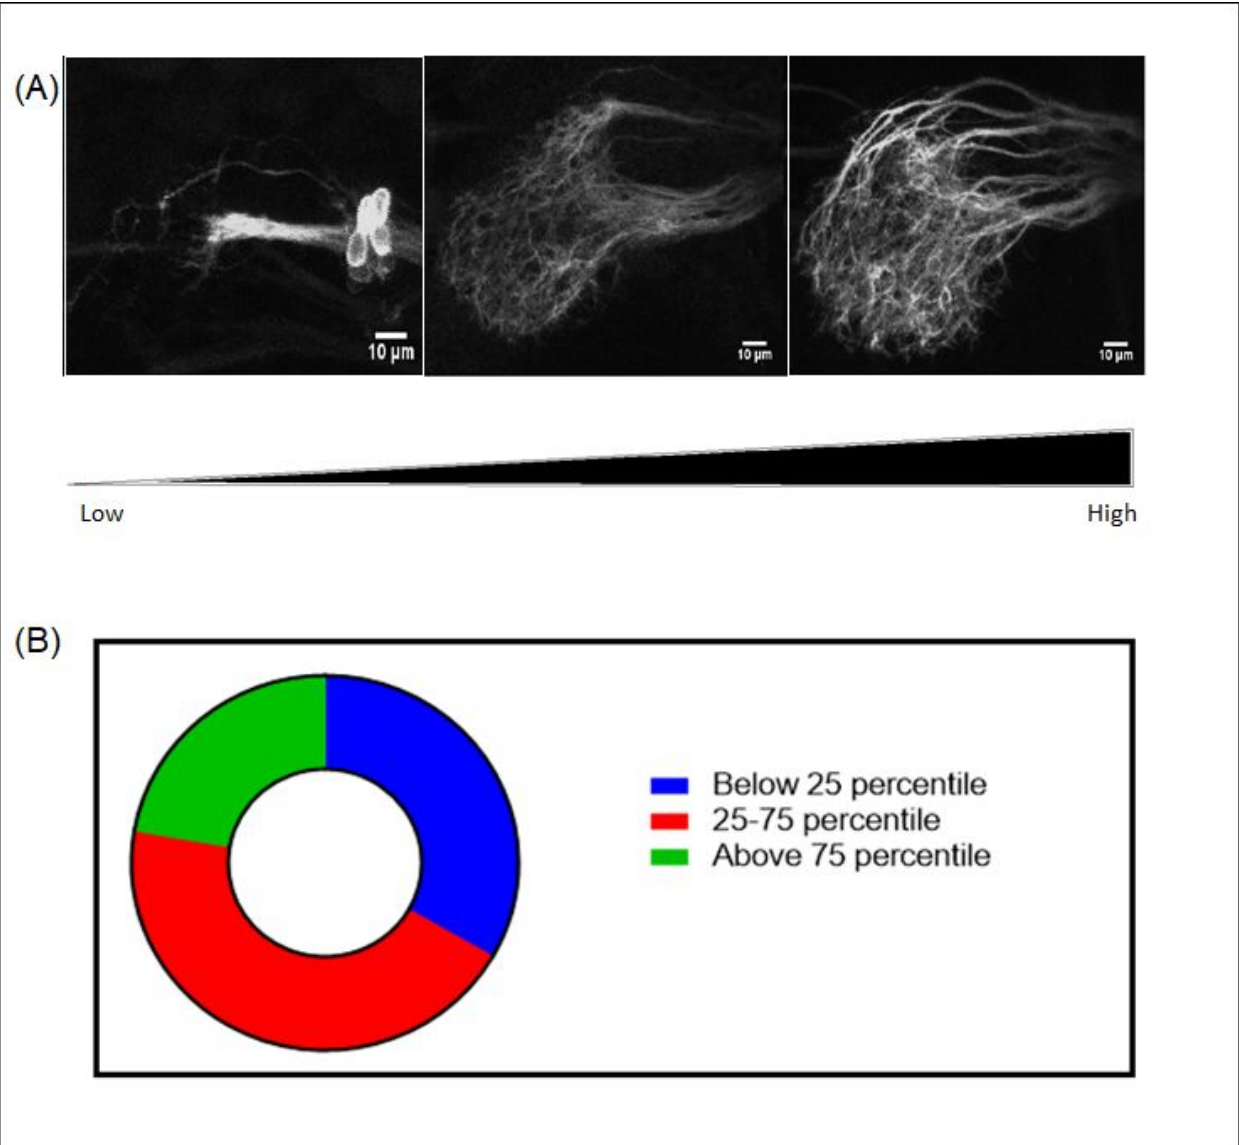 (A)
10 µm
10 µm
10 µm
Low
High
(B)
Below 25 percentile
25-75 percentile
Above 75 percentile